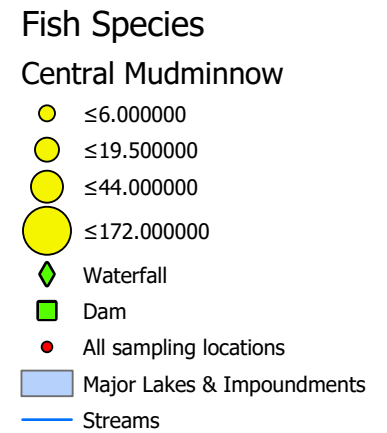 Fish Species
Central Mudminnow
≤6.000000
≤19.500000
≤44.000000
≤172.000000
Waterfall
Dam
All sampling locations
Major Lakes & Impoundments
Streams